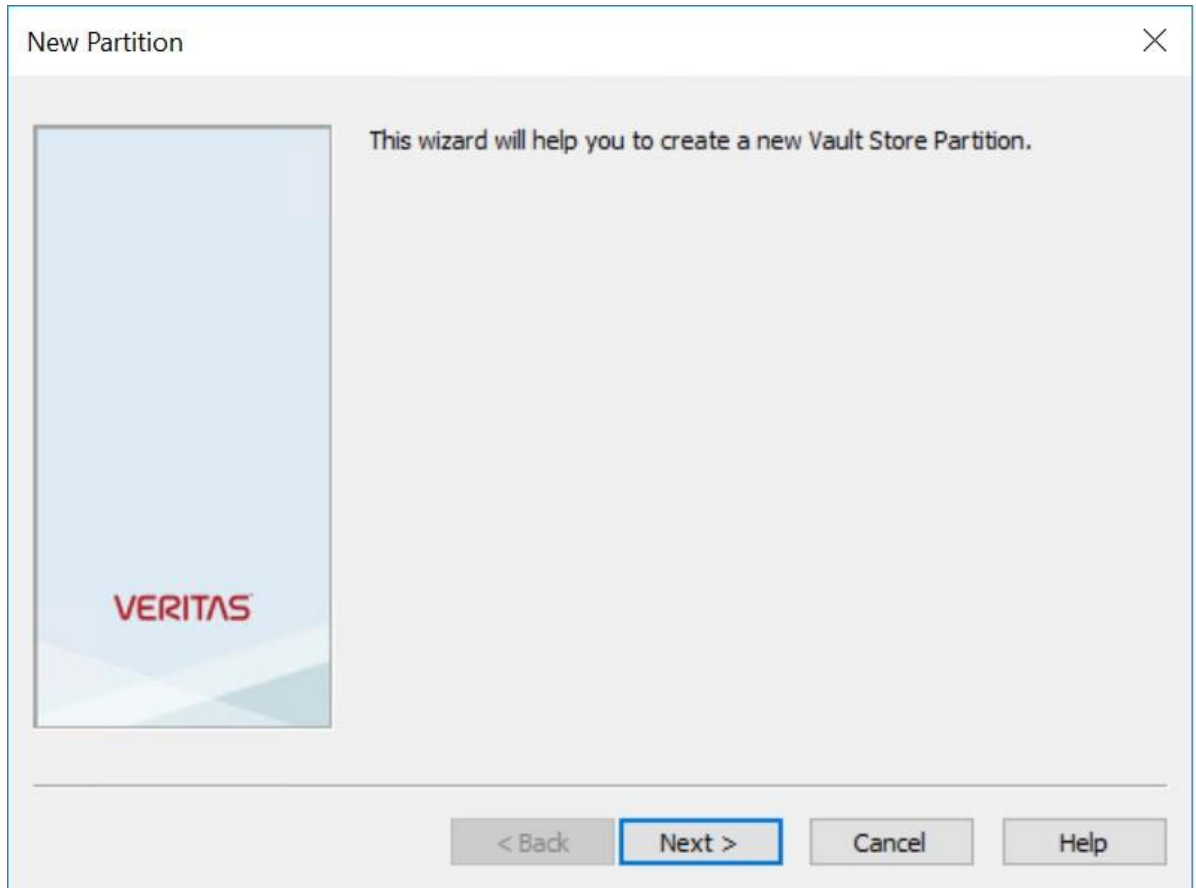 New Partition
This wizard will help you to create a new Vault Store Partition.
VERITAS
< Back
Next >
Cancel
Help